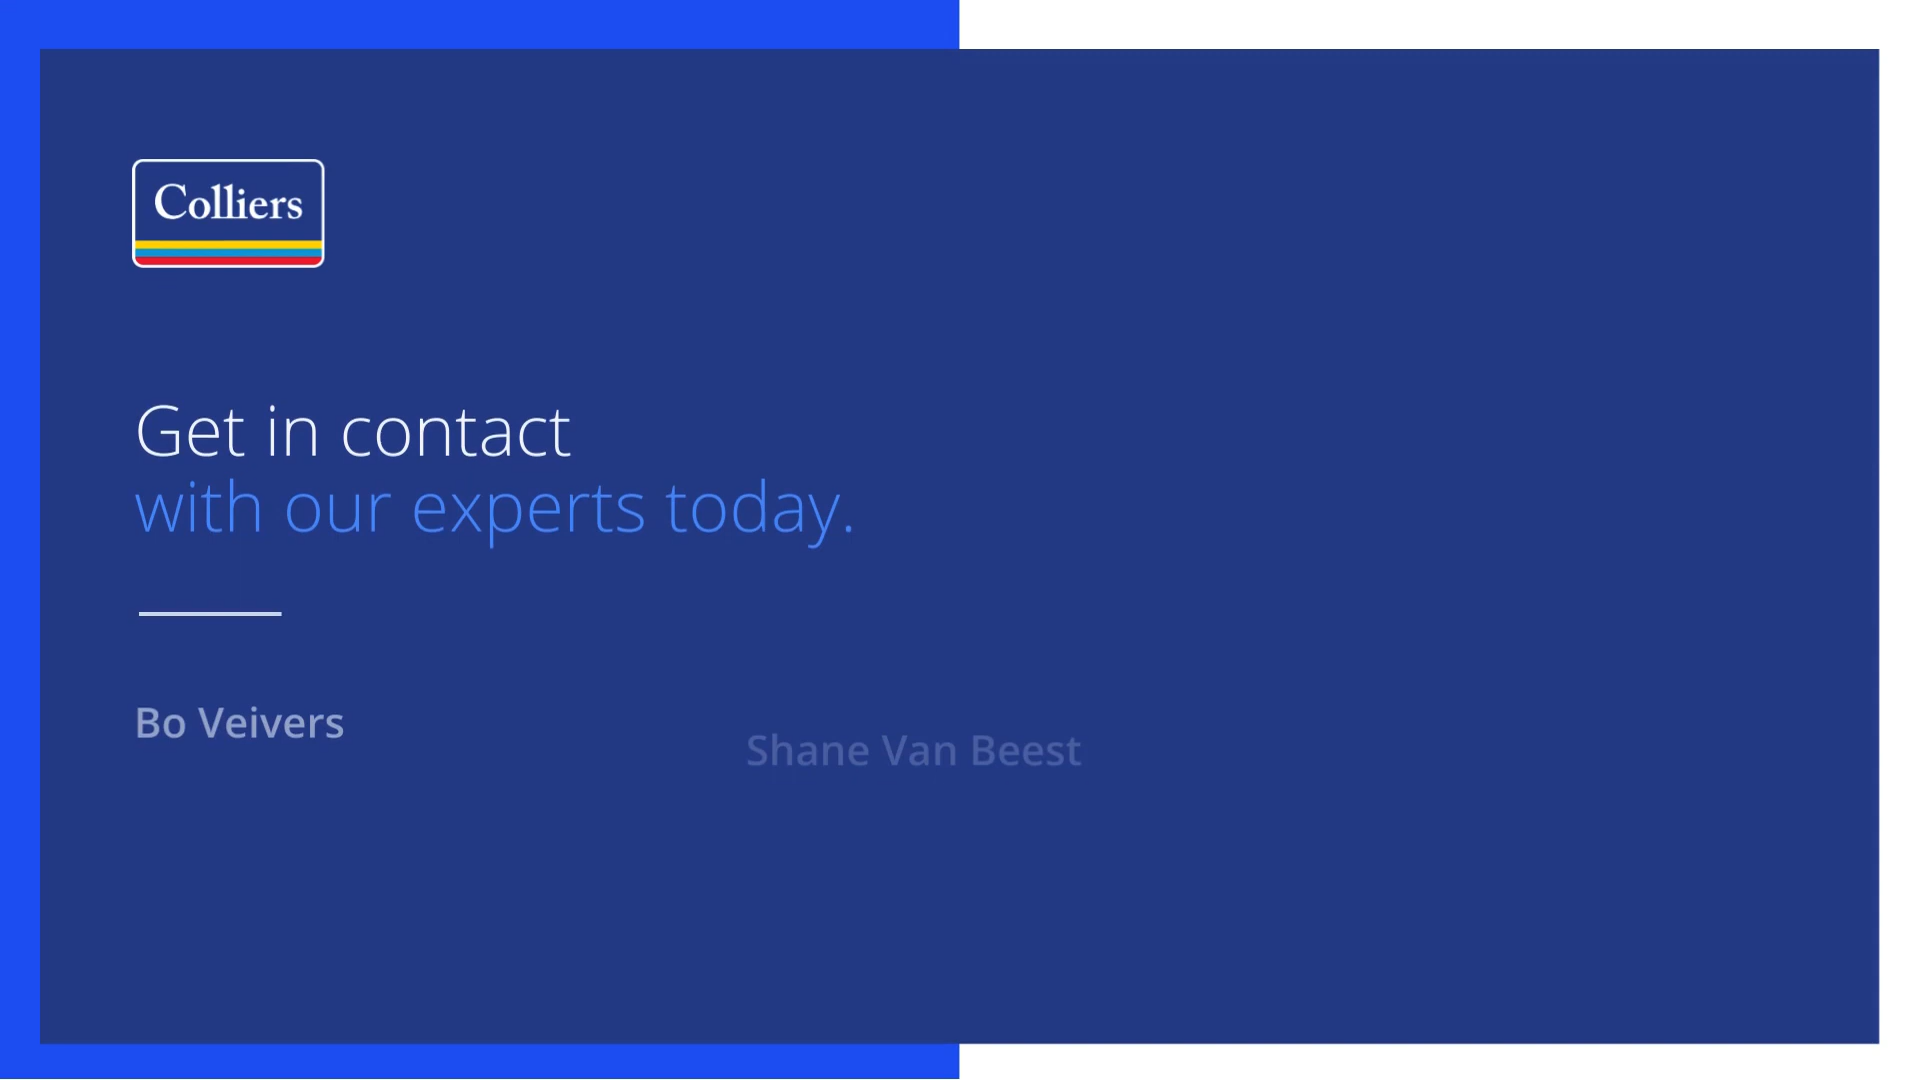 Colliers
Get in contact
with our experts today.
Bo Veivers
Shane Van Beest